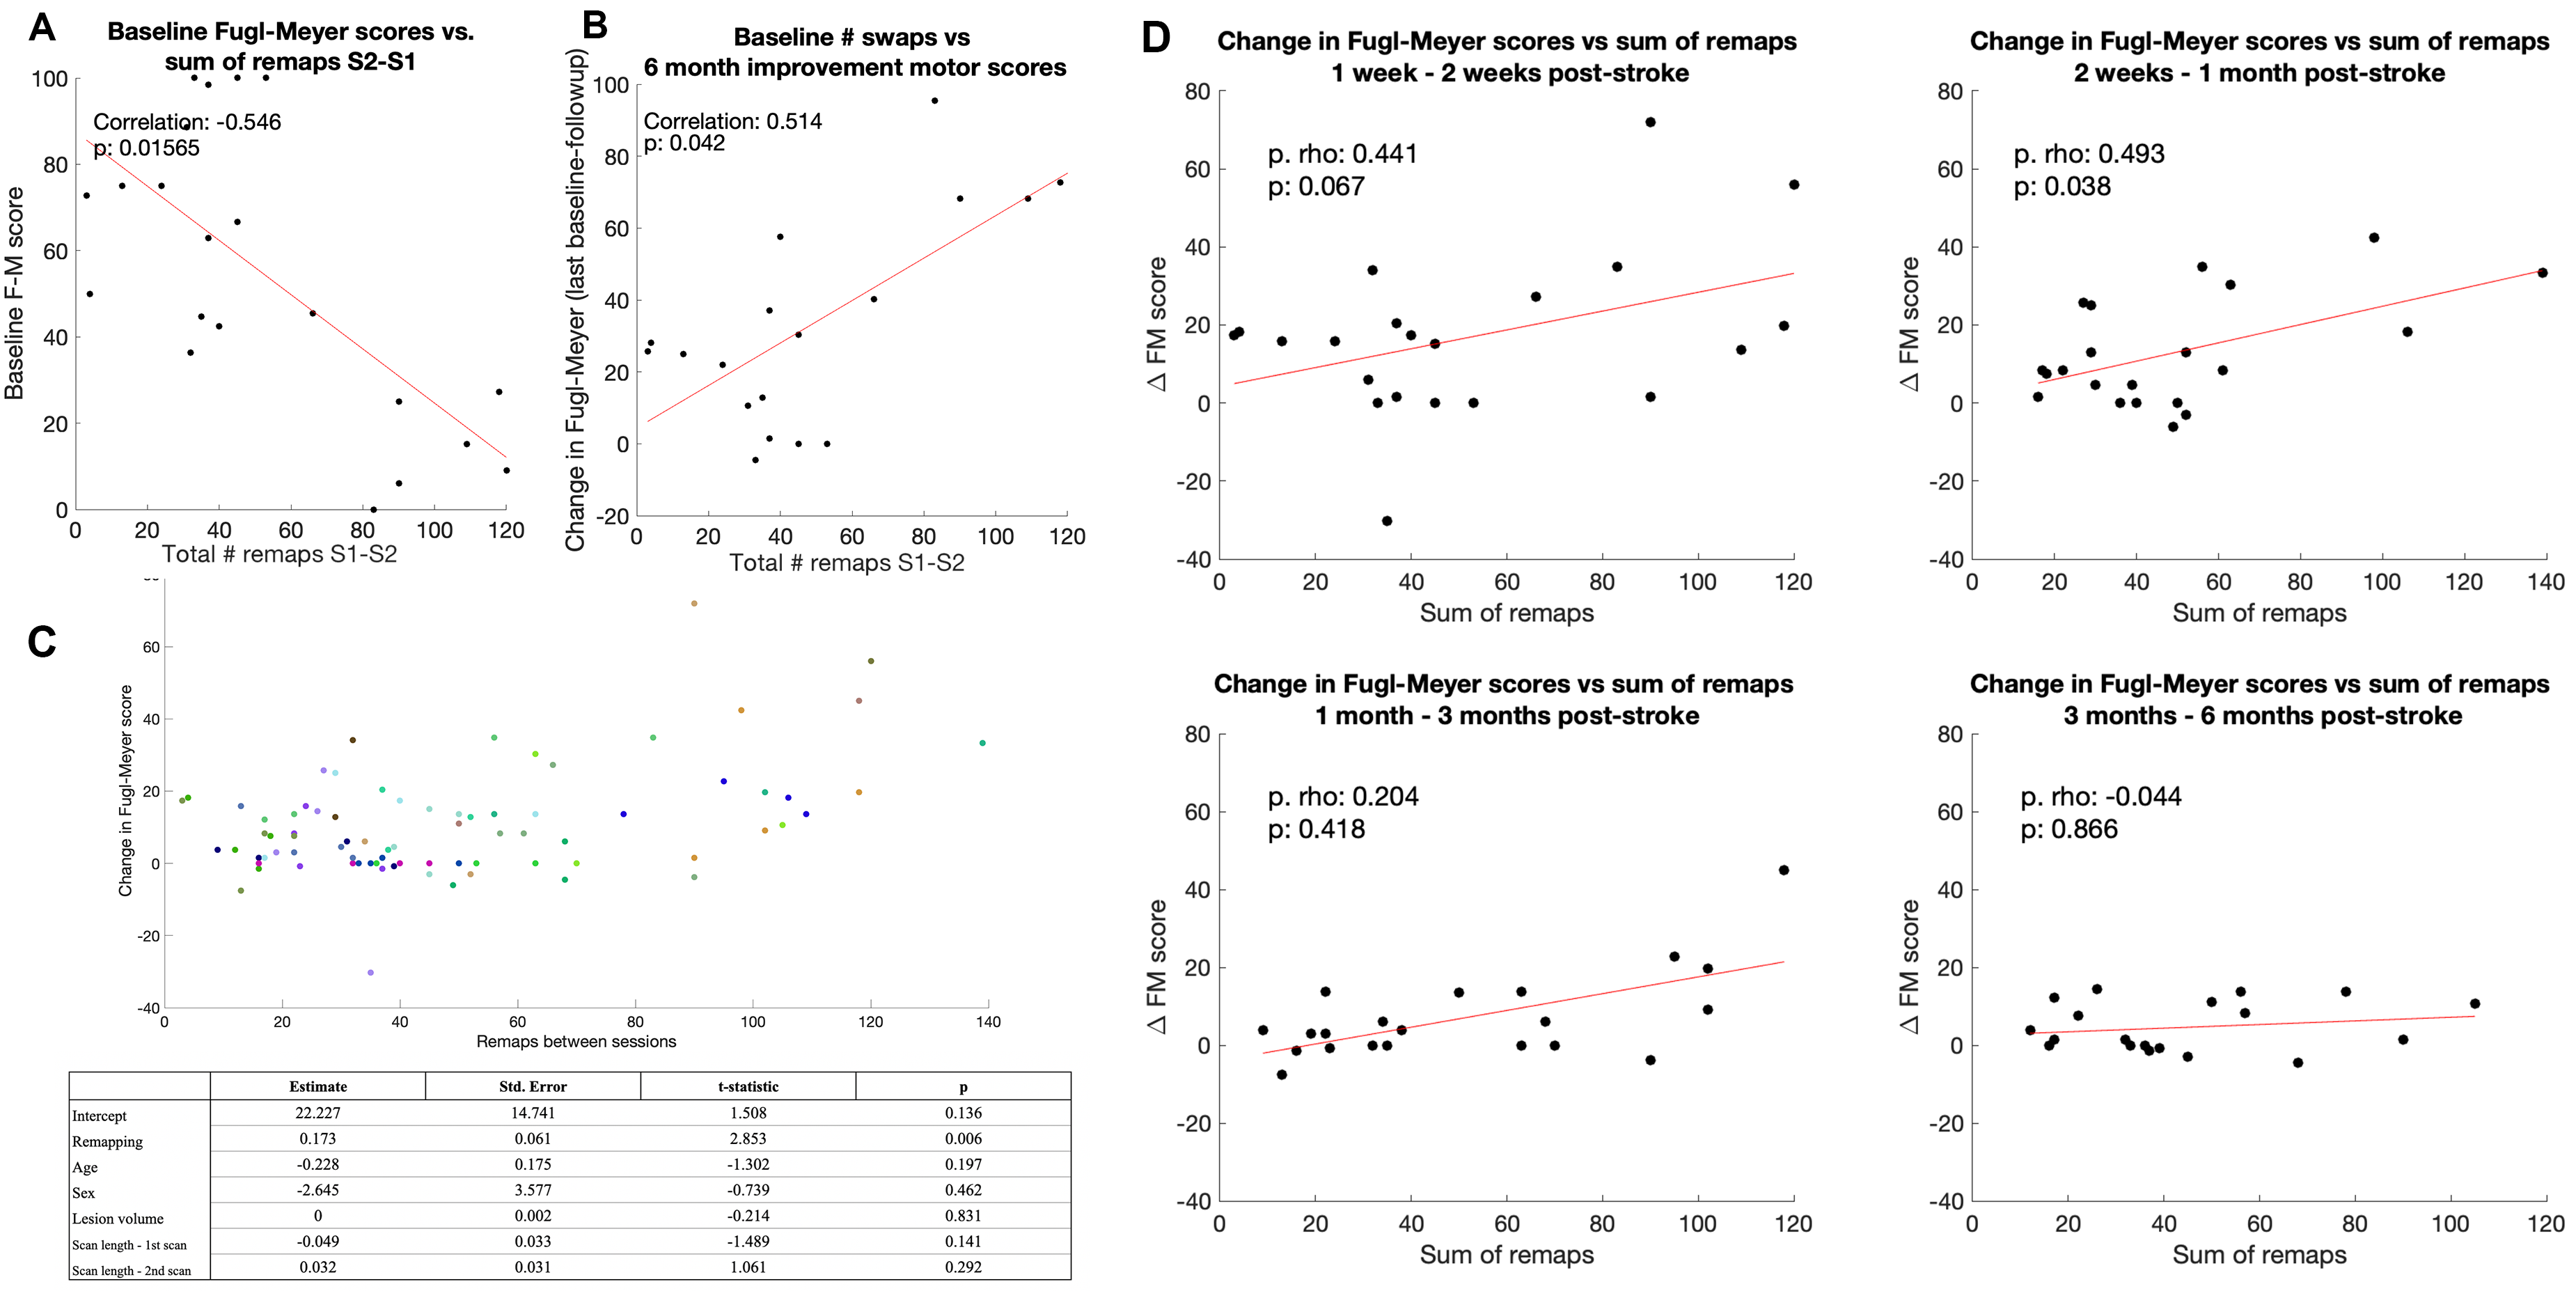 A
Baseline Fugl-Meyer scores vs.
sum of remaps S2-S1
Correlation: -0.546
p: 0.01565
Baseline F-M score
100
80
60
40
20
0
0 20 40 60 80 100 120
Total # remaps S1-S2
B
Baseline # swaps vs
6 month improvement motor scores
Correlation: 0.514
p: 0.042
Change in Fugl-Meyer (last baseline-followup)
100
80
60
40
20
0
-20
0 20 40 60 80 100 120
Total # remaps S1-S2
C
Change in Fugl-Meyer score
60
40
20
0
-20
-40
0 20 40 60 80 100 120 140
Remaps between sessions
Estimate Std. Error t-statistic p
Intercept 22.227 14.741 1.508 0.136
Remapping 0.173 0.061 2.853 0.006
Age -0.228 0.175 -1.302 0.197
Sex -2.645 3.577 -0.739 0.462
Lesion volume 0 0.002 -0.214 0.831
Scan length - 1st scan -0.049 0.033 -1.489 0.141
Scan length - 2nd scan 0.032 0.031 1.061 0.292
D
Change in Fugl-Meyer scores vs sum of remaps
1 week - 2 weeks post-stroke
p. rho: 0.441
p: 0.067
Δ FM score
80
60
40
20
0
-20
-40
0 20 40 60 80 100 120
Sum of remaps
Change in Fugl-Meyer scores vs sum of remaps
2 weeks - 1 month post-stroke
p. rho: 0.493
p: 0.038
Δ FM score
80
60
40
20
0
-20
-40
0 20 40 60 80 100 120 140
Sum of remaps
Change in Fugl-Meyer scores vs sum of remaps
1 month - 3 months post-stroke
p. rho: 0.204
p: 0.418
Δ FM score
80
60
40
20
0
-20
-40
0 20 40 60 80 100 120
Sum of remaps
Change in Fugl-Meyer scores vs sum of remaps
3 months - 6 months post-stroke
p. rho: -0.044
p: 0.866
Δ FM score
80
60
40
20
0
-20
-40
0 20 40 60 80 100 120
Sum of remaps